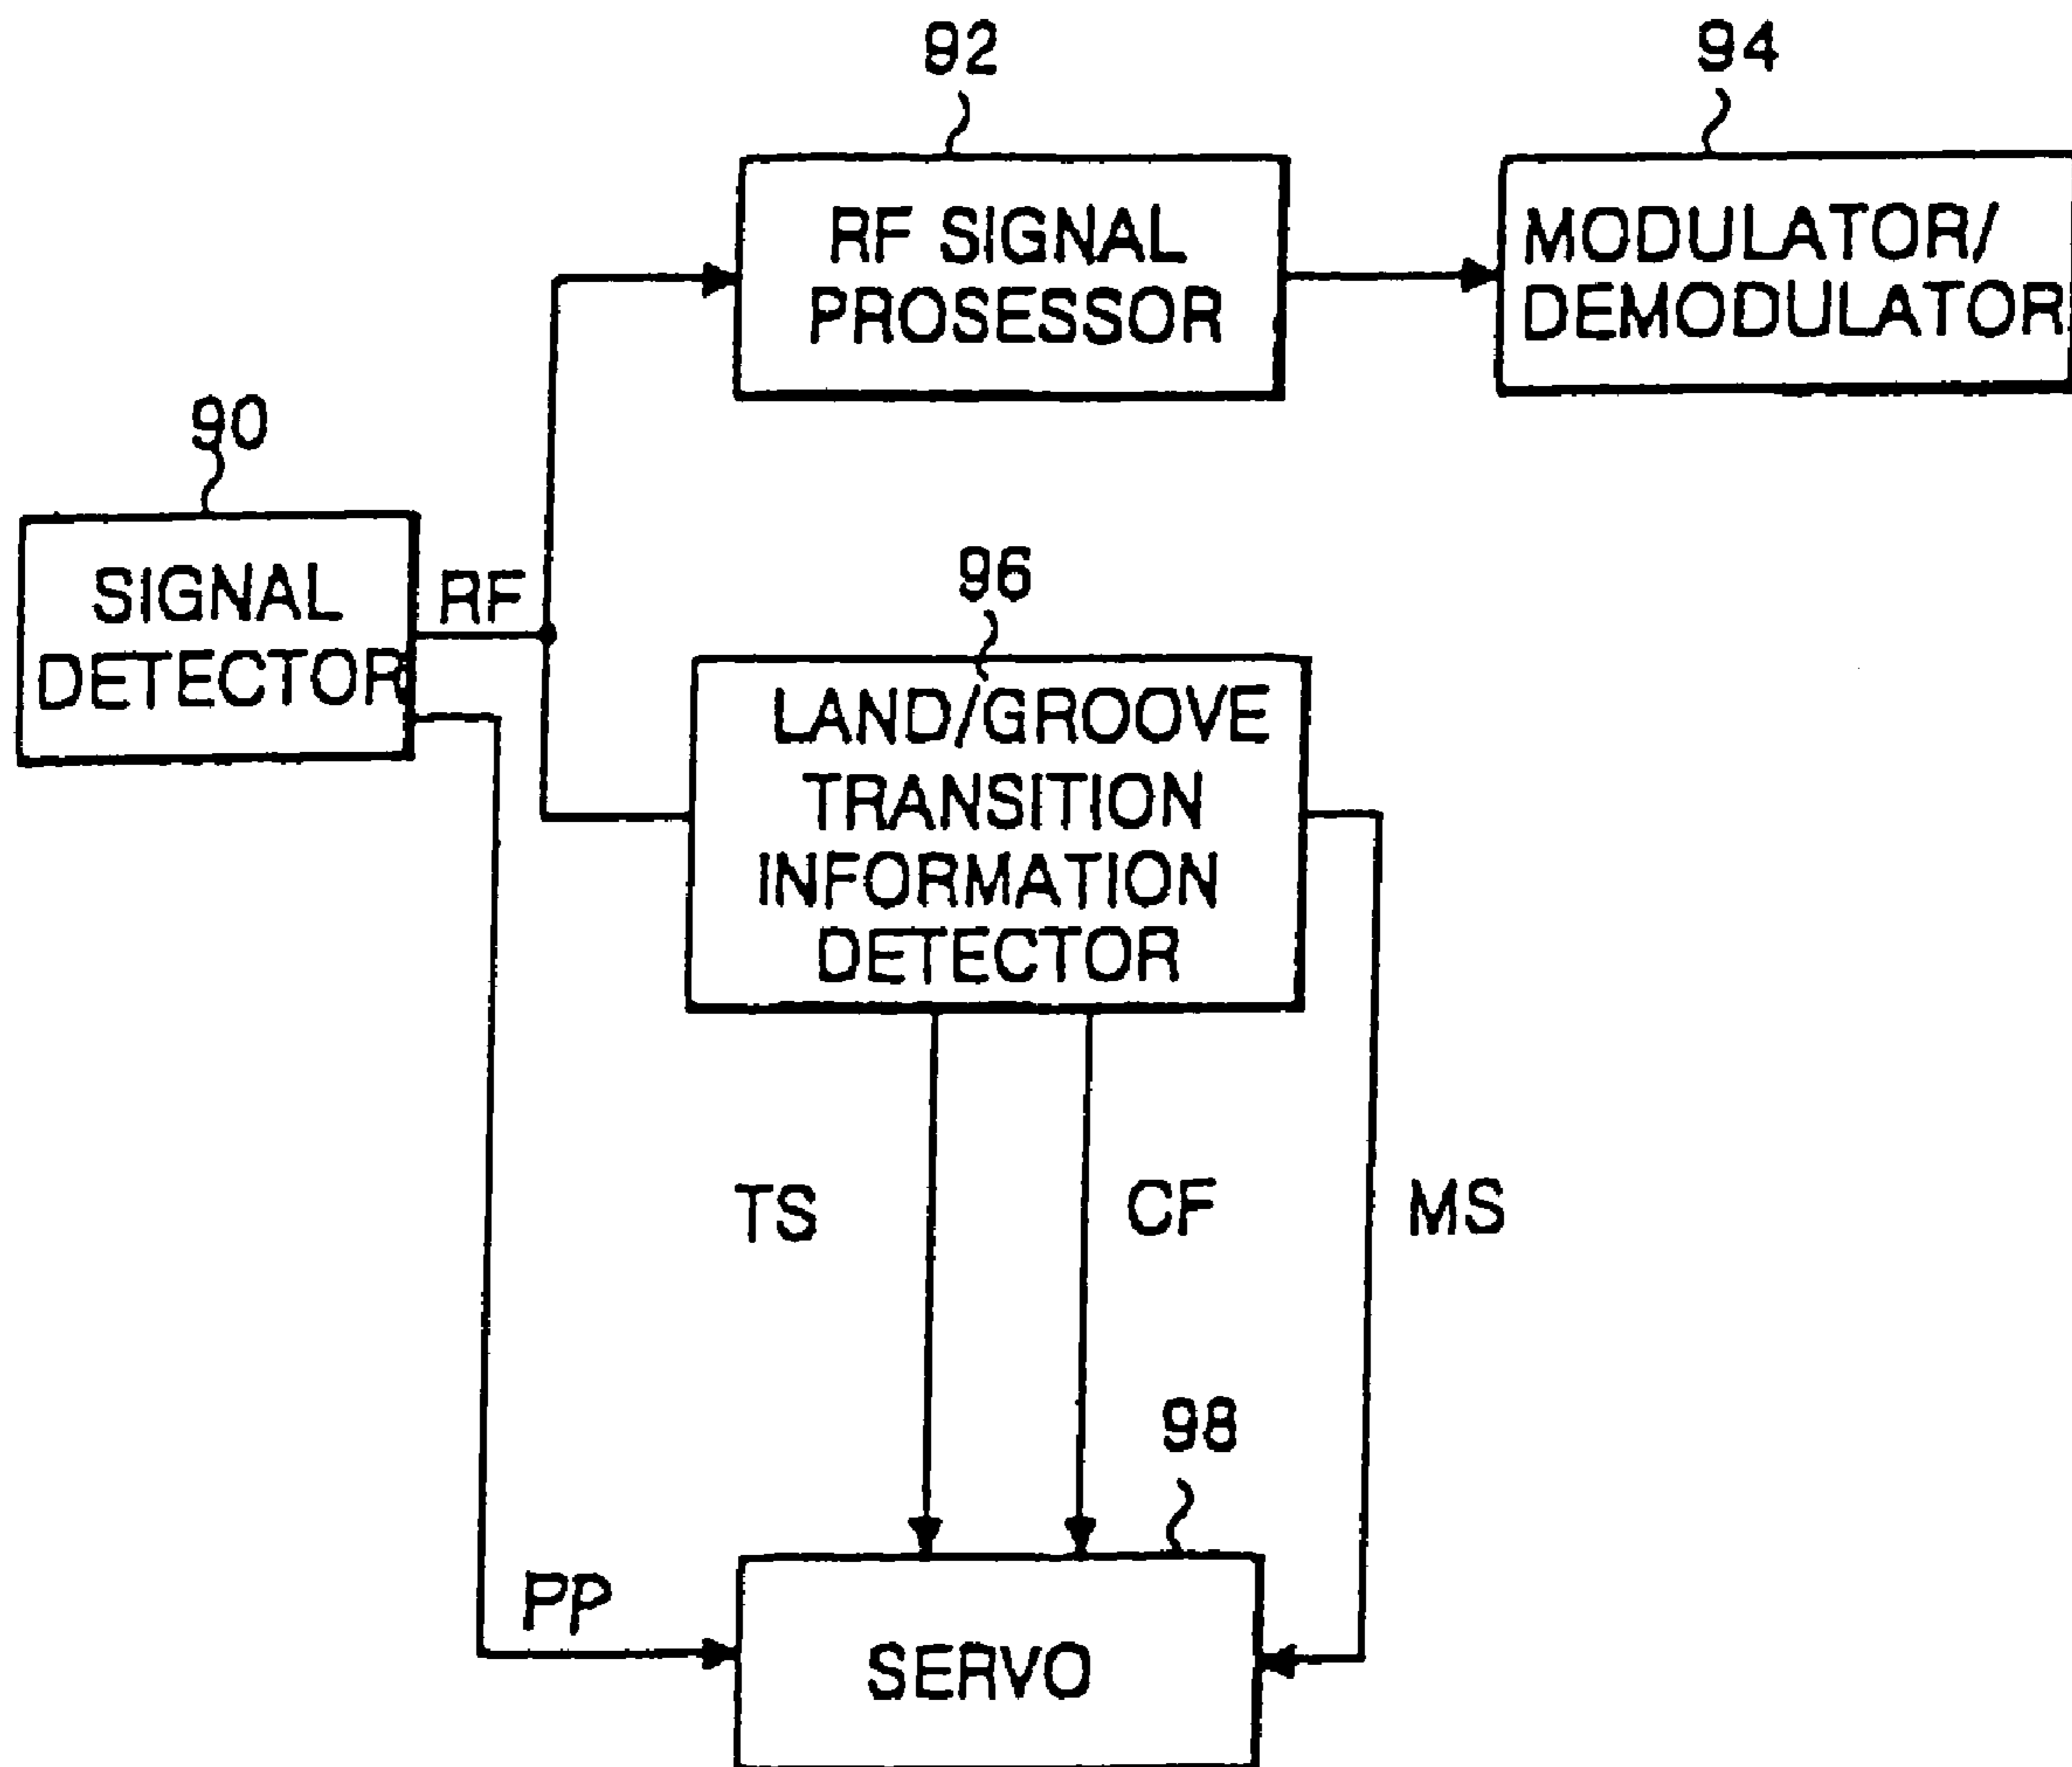 92
94
RF SIGNAL
PROSESSOR
MODULATOR/
DEMODULATOR
90
SIGNAL
DETECTOR
RF
96
LAND/GROOVE
TRANSITION
INFORMATION
DETECTOR
TS
CF
MS
98
PP
SERVO